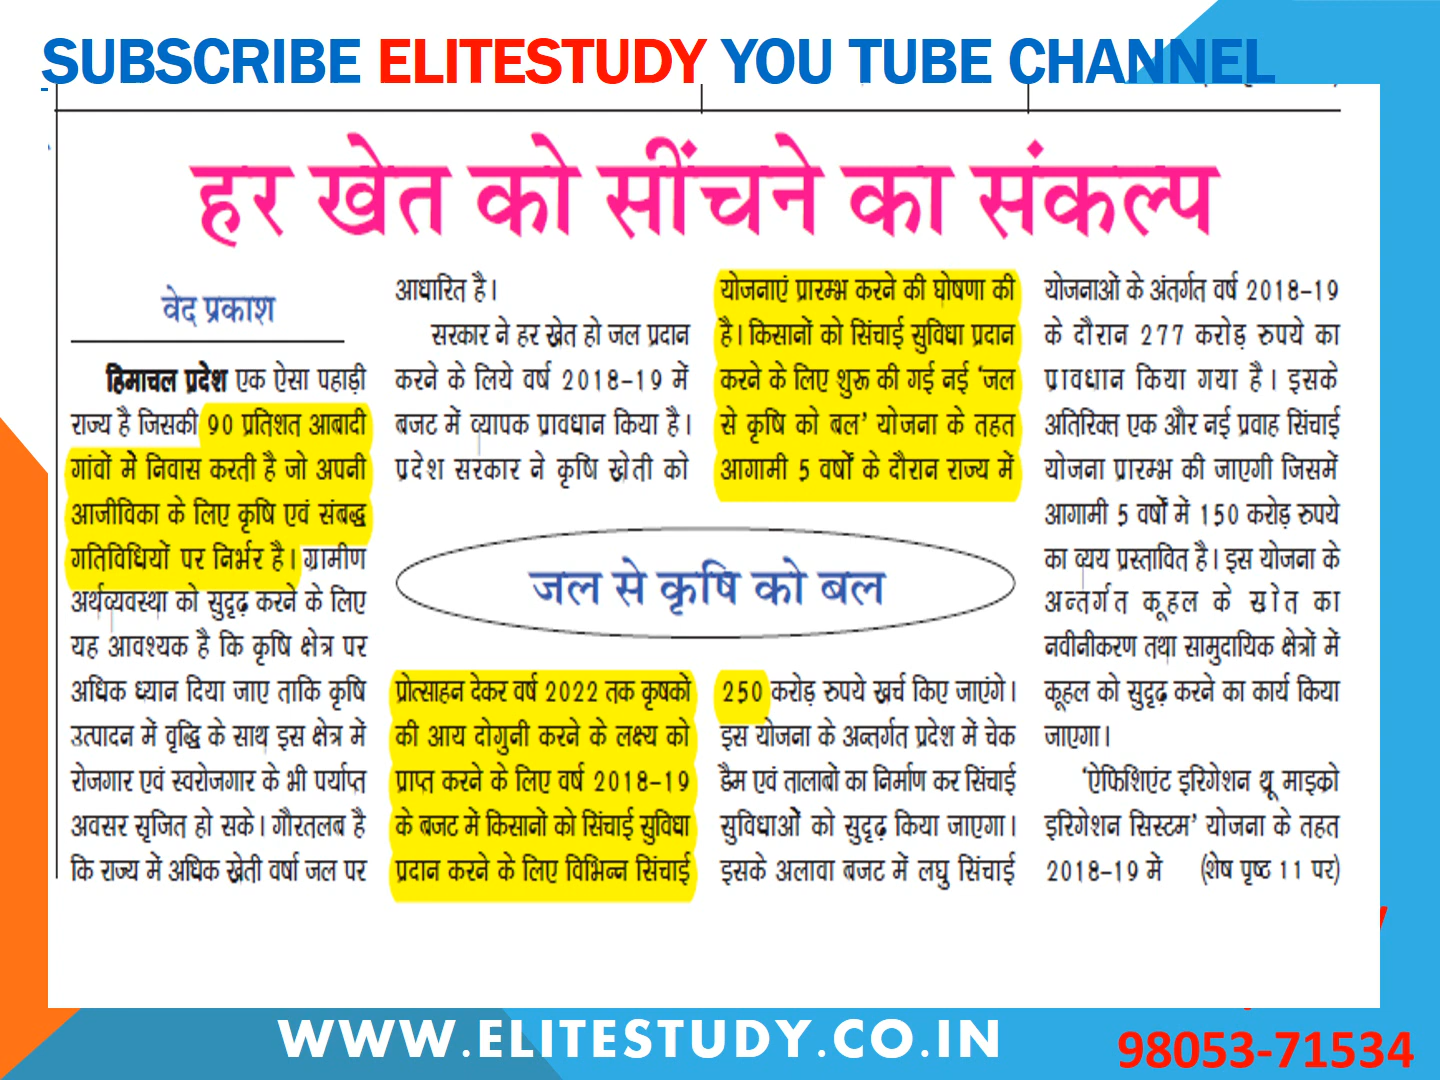 SUBSCRIBE ELITESTUDY YOU TUBE CHANNEL
हर खेत को सींचने का संकल्प
वेद प्रकाश
हिमाचल प्रदेश एक ऐसा पहाड़ी
राज्य है जिसकी 90 प्रतिशत आबादी
गांवों मे निवास करती है जो अपनी
आजीविका के लिए कृषि एवं संबद्ध
गतिविधियों पर निर्भर है। ग्रामीण
अर्थव्यवस्था को सुदृढ़ करने के लिए
यह आवश्यक है कि कृषि क्षेत्र पर
अधिक ध्यान दिया जाए ताकि कृषि
उत्पादन में वृद्धि के साथ इस क्षेत्र में
रोजगार एवं स्वरोजगार के भी पर्याप्त
अवसर सृजित हो सके। गौरतलब है
कि राज्य में अधिक खेती वर्षा जल पर
आधारित है।
सरकार ने हर खेत हो जल प्रदान
करने के लिये वर्ष 2018-19 में
बजट में व्यापक प्रावधान किया है।
प्रदेश सरकार ने कृषि खेती को
जल से कृषि को बल
प्रोत्साहन देकर वर्ष 2022 तक कृषकों
की आय दोगुनी करने के लक्ष्य को
प्राप्त करने के लिए वर्ष 2018-19
के बजट में किसानों को सिंचाई सुविधा
प्रदान करने के लिए विभिन्न सिंचाई
योजनाएं प्रारम्भ करने की घोषणा की
है। किसानों को सिंचाई सुविधा प्रदान
करने के लिए शुरू की गई नई ‘जल
से कृषि को बल’ योजना के तहत
आगामी 5 वर्षों के दौरान राज्य में
250 करोड़ रुपये खर्च किए जाएंगे।
इस योजना के अन्तर्गत प्रदेश में चेक
डैम एवं तालाबों का निर्माण कर सिंचाई
सुविधाओं को सुदृढ़ किया जाएगा।
इसके अलावा बजट में लघु सिंचाई
योजनाओं के अंतर्गत वर्ष 2018-19
के दौरान 277 करोड़ रुपये का
प्रावधान किया गया है। इसके
अतिरिक्त एक और नई प्रवाह सिंचाई
योजना प्रारम्भ की जाएगी जिसमें
आगामी 5 वर्षों में 150 करोड़ रुपये
का व्यय प्रस्तावित है। इस योजना के
अन्तर्गत कूहल के स्रोत का
नवीनीकरण तथा सामुदायिक क्षेत्रों में
कूहल को सुदृढ़ करने का कार्य किया
जाएगा।
‘ऐफिशिएंट इरिगेशन थ्रू माइक्रो
इरिगेशन सिस्टम’ योजना के तहत
2018-19 में (शेष पृष्ट 11 पर)
WWW.ELITESTUDY.CO.IN
98053-71534